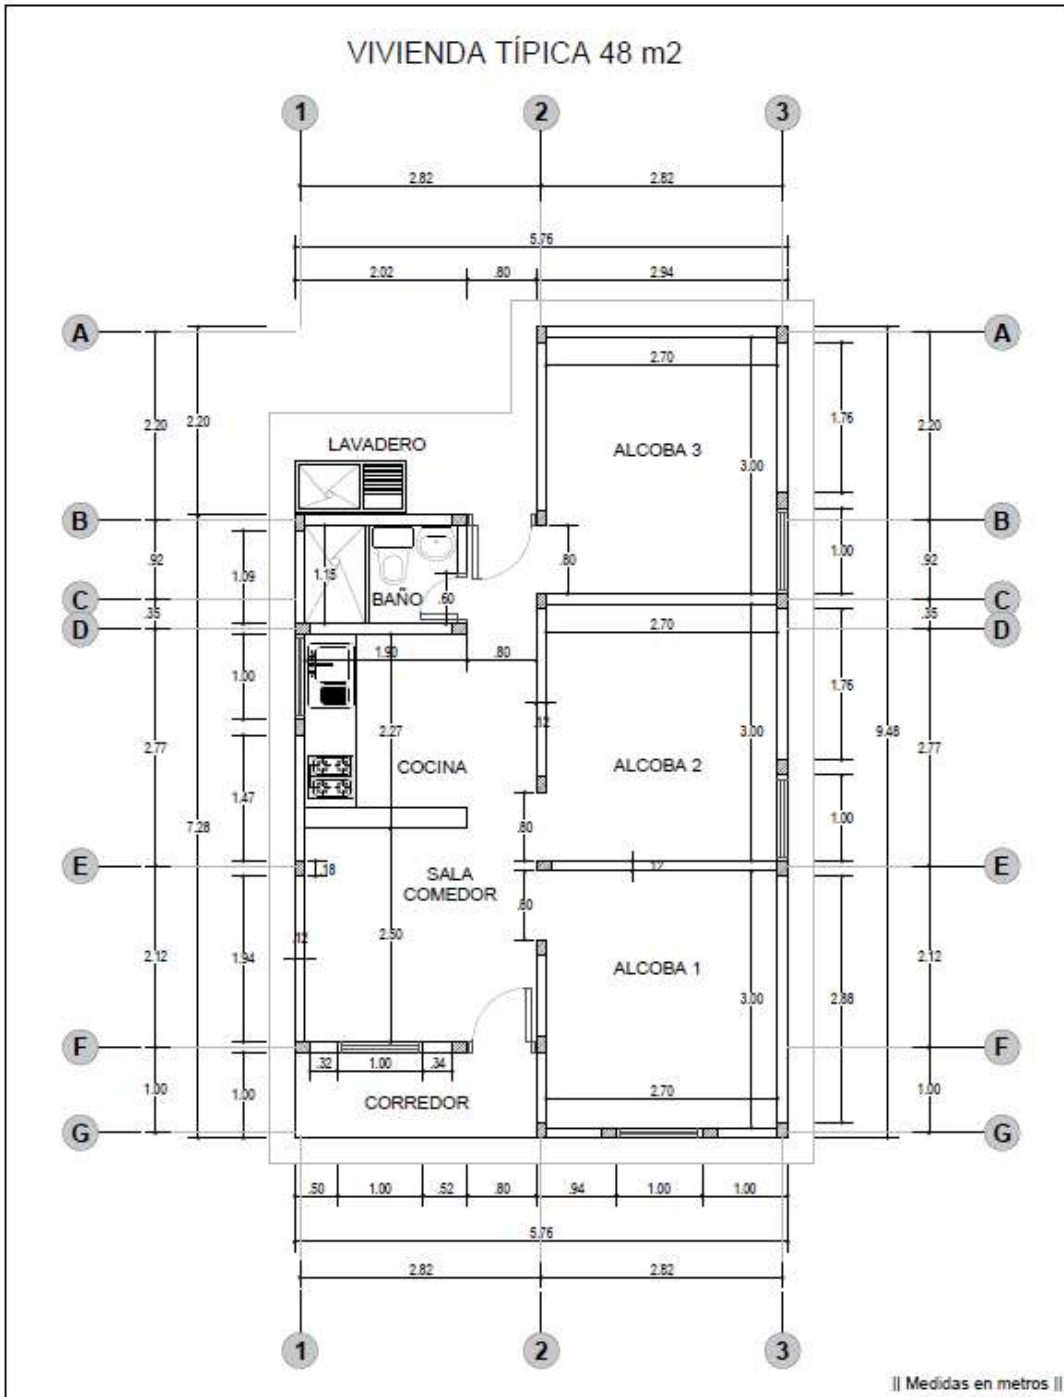 VIVIENDA TÍPICA 48 m2
1 2 3
2.82 2.82
5.76
2.02 .80 2.94
A A
2.70
2.20 2.20 1.76 2.20
LAVADERO
ALCOBA 3
3.00
B B
.92 1.09 1.15 .80 1.00 .92
BAÑO .60
C C
.35 .35
D D
2.70
1.90 .80
1.00 1.76
2.27 .12 3.00 9.48
2.77 2.77
COCINA ALCOBA 2
1.47 1.00
7.28 .80
E E
.18 SALA .12
COMEDOR
.80
.12 2.50
2.12 1.94 2.12
ALCOBA 1
3.00 2.88
F F
.32 1.00 .34
1.00 1.00 1.00
CORREDOR 2.70
G G
.50 1.00 .52 .80 .94 1.00 1.00
5.76
2.82 2.82
1 2 3
|| Medidas en metros ||